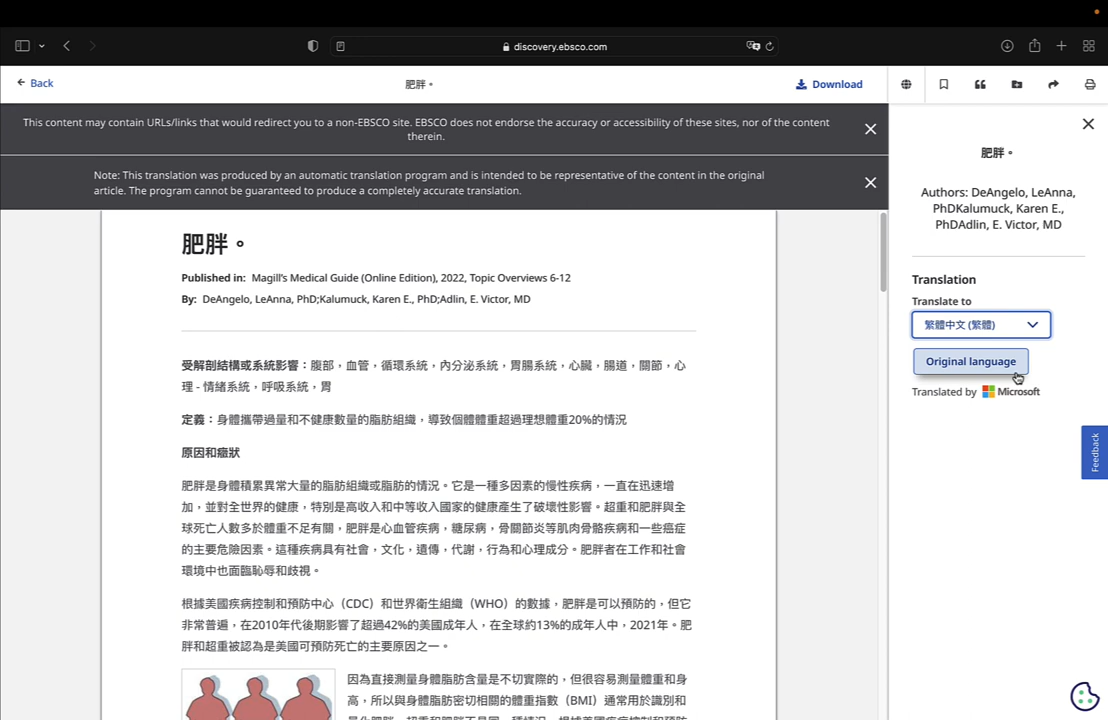 discovery.ebsco.com
Back
肥胖。
Download
This content may contain URLs/links that would redirect you to a non-EBSCO site. EBSCO does not endorse the accuracy or accessibility of these sites, nor of the content
therein.
Note: This translation was produced by an automatic translation program and is intended to be representative of the content in the original
article. The program cannot be guaranteed to produce a completely accurate translation.
肥胖。
Published in: Magill's Medical Guide (Online Edition), 2022, Topic Overviews 6-12
By: DeAngelo, LeAnna, PhD;Kalumuck, Karen E., PhD;Adlin, E. Victor, MD
受解剖結構或系統影響：腹部，血管，循環系統，內分泌系統，胃腸系統，心臟，腸道，關節，心
理 - 情緒系統，呼吸系統，胃
定義：身體攜帶過量和不健康數量的脂肪組織，導致個體體重超過理想體重20%的情況
原因和癥狀
肥胖是身體積累異常大量的脂肪組織或脂肪的情況。它是一種多因素的慢性疾病，一直在迅速增
加，並對全世界的健康，特別是高收入和中等收入國家的健康產生了破壞性影響。超重和肥胖與全
球死亡人數多於體重不足有關，肥胖是心血管疾病，糖尿病，骨關節炎等肌肉骨骼疾病和一些癌症
的主要危險因素。這種疾病具有社會，文化，遺傳，代謝，行為和心理成分。肥胖者在工作和社會
環境中也面臨恥辱和歧視。
根據美國疾病控制和預防中心（CDC）和世界衛生組織（WHO）的數據，肥胖是可以預防的，但它
非常普遍，在2010年代後期影響了超過42%的美國成年人，在全球約13%的成年人中，2021年。肥
胖和超重被認為是美國可預防死亡的主要原因之一。
因為直接測量身體脂肪含量是不切實際的，但很容易測量體重和身
高，所以與身體脂肪密切相關的體重指數（BMI）通常用於識別和
肥胖。
Authors: DeAngelo, LeAnna,
PhDKalumuck, Karen E.,
PhDAdlin, E. Victor, MD
Translation
Translate to
繁體中文 (繁體)
Original language
Translated by Microsoft
Feedback